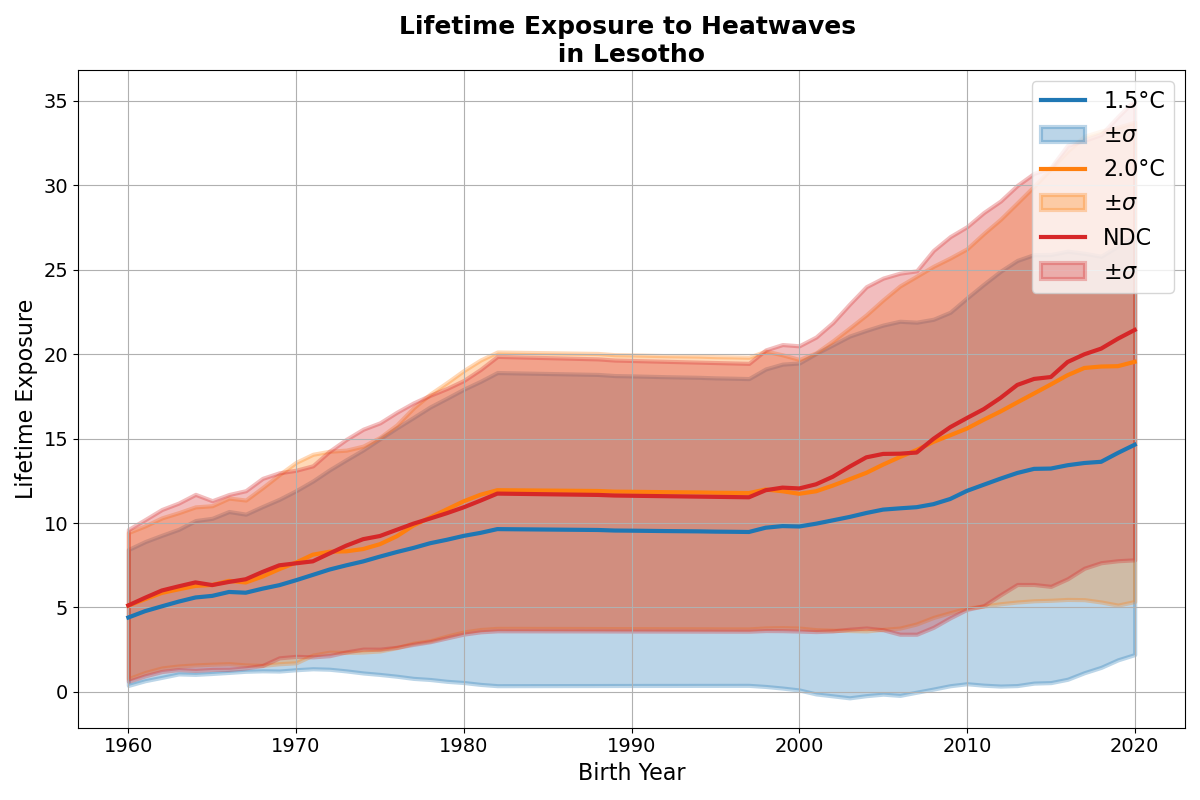 Lifetime Exposure to Heatwaves
in Lesotho
Lifetime Exposure
35
30
25
20
15
10
5
0
1.5°C
±σ
2.0°C
±σ
NDC
±σ
1960
1970
1980
1990
2000
2010
2020
Birth Year